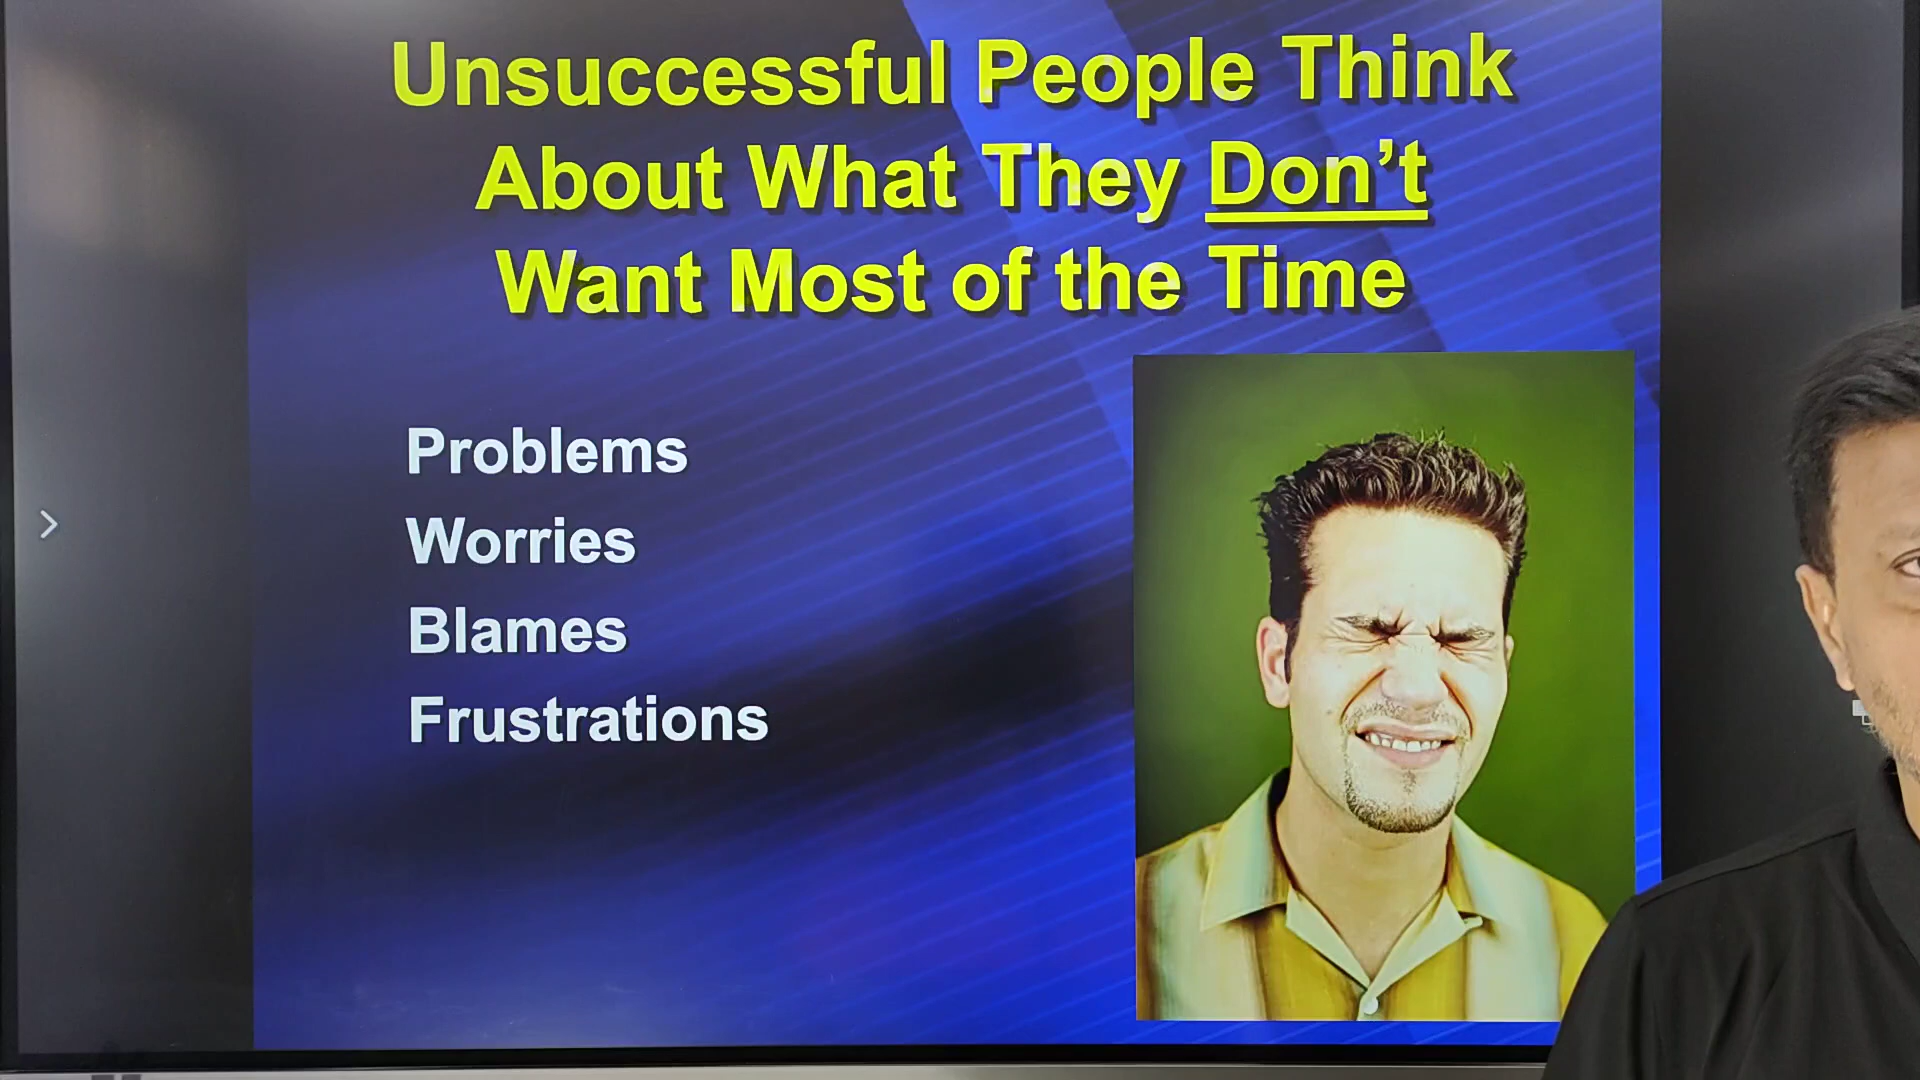 Unsuccessful People Think
About What They Don’t
Want Most of the Time
Problems
Worries
Blames
Frustrations